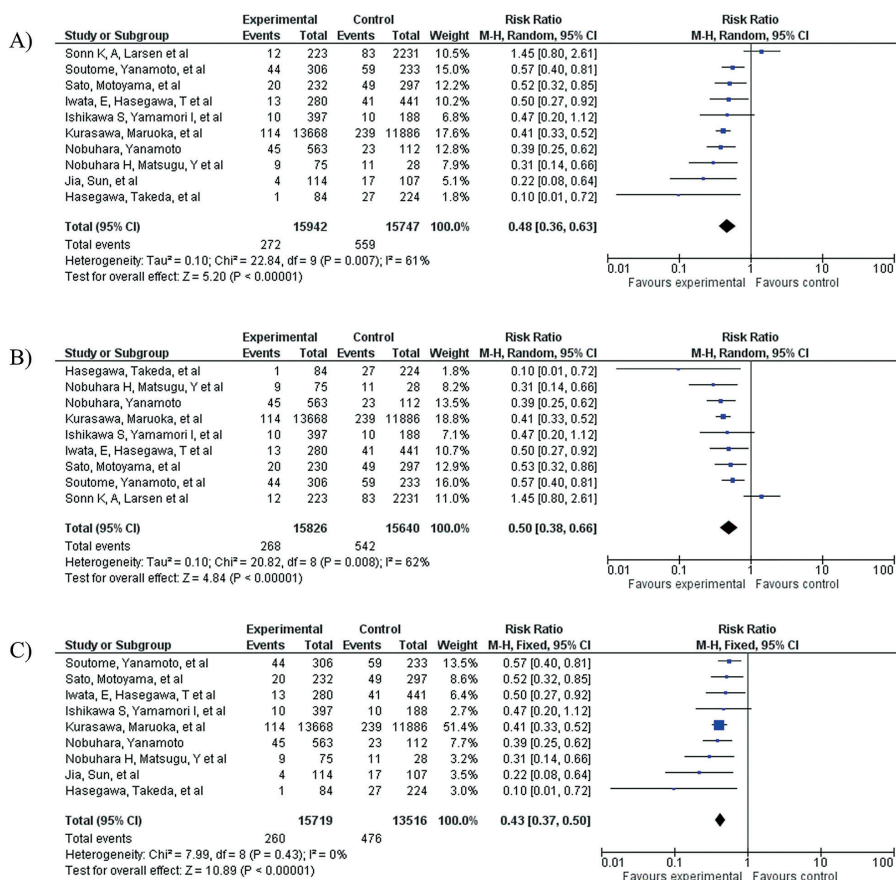 A)
Experimental Control Risk Ratio Risk Ratio
Study or Subgroup Events Total Events Total Weight M-H, Random, 95% CI M-H, Random, 95% CI
Sonn K, A, Larsen et al 12 223 83 2231 10.5% 1.45 [0.80, 2.61]
Soutome, Yanamoto, et al 44 306 59 233 15.0% 0.57 [0.40, 0.81]
Sato, Motoyama, et al 20 232 49 297 12.2% 0.52 [0.32, 0.85]
Iwata, E, Hasegawa, T et al 13 280 41 441 10.2% 0.50 [0.27, 0.92]
Ishikawa S, Yamamori I, et al 10 397 10 188 6.8% 0.47 [0.20, 1.12]
Kurasawa, Maruoka, et al 114 13668 239 11886 17.6% 0.41 [0.33, 0.52]
Nobuhara, Yanamoto 45 563 23 112 12.8% 0.39 [0.25, 0.62]
Nobuhara H, Matsugu, Y et al 9 75 11 28 7.9% 0.31 [0.14, 0.66]
Jia, Sun, et al 4 114 17 107 5.1% 0.22 [0.08, 0.64]
Hasegawa, Takeda, et al 1 84 27 224 1.8% 0.10 [0.01, 0.72]
Total (95% CI) 15942 15747 100.0% 0.48 [0.36, 0.63]
Total events 272 559
Heterogeneity: Tau² = 0.10; Chi² = 22.84, df = 9 (P = 0.007); I² = 61%
Test for overall effect: Z = 5.20 (P < 0.00001)
0.01 0.1 1 10 100
Favours experimental Favours control
B)
Experimental Control Risk Ratio Risk Ratio
Study or Subgroup Events Total Events Total Weight M-H, Random, 95% CI M-H, Random, 95% CI
Hasegawa, Takeda, et al 1 84 27 224 1.8% 0.10 [0.01, 0.72]
Nobuhara H, Matsugu, Y et al 9 75 11 28 8.2% 0.31 [0.14, 0.66]
Nobuhara, Yanamoto 45 563 23 112 13.5% 0.39 [0.25, 0.62]
Kurasawa, Maruoka, et al 114 13668 239 11886 18.8% 0.41 [0.33, 0.52]
Ishikawa S, Yamamori I, et al 10 397 10 188 7.1% 0.47 [0.20, 1.12]
Iwata, E, Hasegawa, T et al 13 280 41 441 10.7% 0.50 [0.27, 0.92]
Sato, Motoyama, et al 20 230 49 297 12.9% 0.53 [0.32, 0.86]
Soutome, Yanamoto, et al 44 306 59 233 16.0% 0.57 [0.40, 0.81]
Sonn K, A, Larsen et al 12 223 83 2231 11.0% 1.45 [0.80, 2.61]
Total (95% CI) 15826 15640 100.0% 0.50 [0.38, 0.66]
Total events 268 542
Heterogeneity: Tau² = 0.10; Chi² = 20.82, df = 8 (P = 0.008); I² = 62%
Test for overall effect: Z = 4.84 (P < 0.00001)
0.01 0.1 1 10 100
Favours experimental Favours control
C)
Experimental Control Risk Ratio Risk Ratio
Study or Subgroup Events Total Events Total Weight M-H, Fixed, 95% CI M-H, Fixed, 95% CI
Soutome, Yanamoto, et al 44 306 59 233 13.5% 0.57 [0.40, 0.81]
Sato, Motoyama, et al 20 232 49 297 8.6% 0.52 [0.32, 0.85]
Iwata, E, Hasegawa, T et al 13 280 41 441 6.4% 0.50 [0.27, 0.92]
Ishikawa S, Yamamori I, et al 10 397 10 188 2.7% 0.47 [0.20, 1.12]
Kurasawa, Maruoka, et al 114 13668 239 11886 51.4% 0.41 [0.33, 0.52]
Nobuhara, Yanamoto 45 563 23 112 7.7% 0.39 [0.25, 0.62]
Nobuhara H, Matsugu, Y et al 9 75 11 28 3.2% 0.31 [0.14, 0.66]
Jia, Sun, et al 4 114 17 107 3.5% 0.22 [0.08, 0.64]
Hasegawa, Takeda, et al 1 84 27 224 3.0% 0.10 [0.01, 0.72]
Total (95% CI) 15719 13516 100.0% 0.43 [0.37, 0.50]
Total events 260 476
Heterogeneity: Chi² = 7.99, df = 8 (P = 0.43); I² = 0%
Test for overall effect: Z = 10.89 (P < 0.00001)
0.01 0.1 1 10 100
Favours experimental Favours control